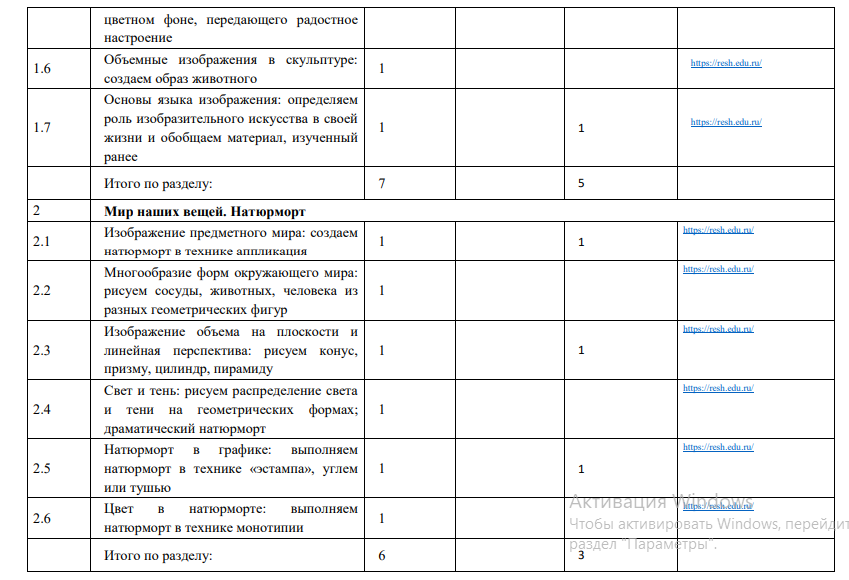 цветном фоне, передающего радостное
настроение
1.6 Объемные изображения в скульптуре: 1 https://resh.edu.ru/
создаем образ животного
Основы языка изображения: определяем
роль изобразительного искусства в своей
1.7 жизни и обобщаем материал, изученный 1 1 https://resh.edu.ru/
ранее
Итого по разделу: 7 5
2 Мир наших вещей. Натюрморт
2.1 Изображение предметного мира: создаем 1 1 https://resh.edu.ru/
натюрморт в технике аппликация
Многообразие форм окружающего мира: https://resh.edu.ru/
2.2 рисуем сосуды, животных, человека из 1
разных геометрических фигур
Изображение объема на плоскости и https://resh.edu.ru/
2.3 линейная перспектива: рисуем конус, 1 1
призму, цилиндр, пирамиду
Свет и тень: рисуем распределение света https://resh.edu.ru/
2.4 и тени на геометрических формах; 1
драматический натюрморт
Натюрморт в графике: выполняем https://resh.edu.ru/
2.5 натюрморт в технике «эстампа», углем 1 1
или тушью
2.6 Цвет в натюрморте: выполняем 1 https://resh.edu.ru/
натюрморт в технике монотипии
Итого по разделу: 6 3
Активация Windows
Чтобы активировать Windows, перейдит
раздел "Параметры".